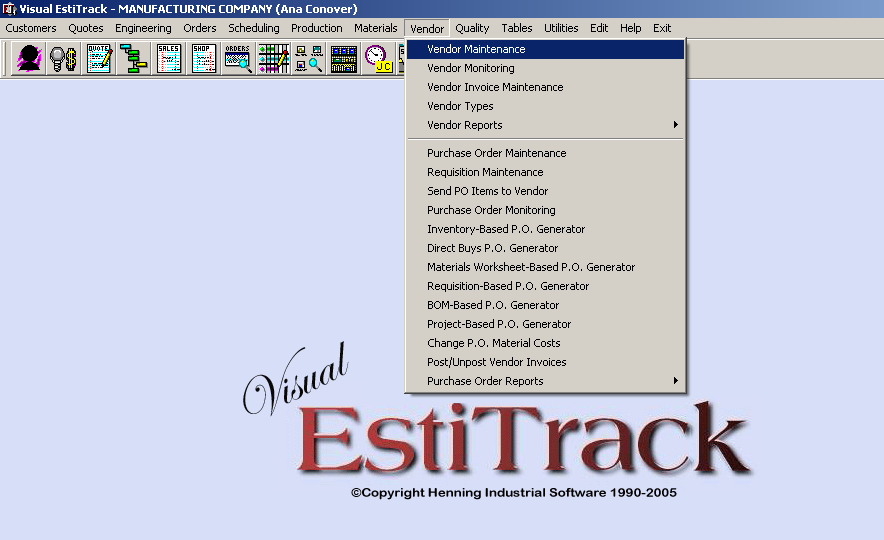 Visual EstiTrack - MANUFACTURING COMPANY (Ana Conover)
Customers Quotes Engineering Orders Scheduling Production Materials Vendor Quality Tables Utilities Edit Help Exit
QUOTE SALES SHOP ORDERS JC
Vendor Maintenance
Vendor Monitoring
Vendor Invoice Maintenance
Vendor Types
Vendor Reports
Purchase Order Maintenance
Requisition Maintenance
Send PO Items to Vendor
Purchase Order Monitoring
Inventory-Based P.O. Generator
Direct Buys P.O. Generator
Materials Worksheet-Based P.O. Generator
Requisition-Based P.O. Generator
BOM-Based P.O. Generator
Project-Based P.O. Generator
Change P.O. Material Costs
Post/Unpost Vendor Invoices
Purchase Order Reports
Visual
EstiTrack
©Copyright Henning Industrial Software 1990-2005